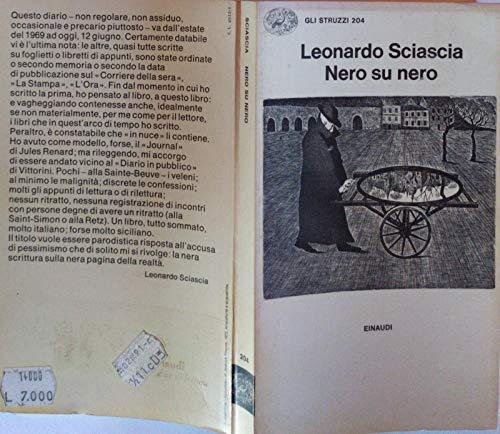 Questo diario – non regolare, non assiduo,
occasionale e precario piuttosto – va dall'estate
del 1969 ad oggi, 12 giugno. Certamente databile
vi è l'ultima nota: le altre, quasi tutte scritte
su foglietti o libretti di appunti, sono state ordinate
o secondo memoria o secondo la data
di pubblicazione sul «Corriere della sera»,
«La Stampa», «L'Ora». Fin dal momento in cui ho
scritto la prima, ho pensato al libro, a questo libro:
e vagheggiando contenesse anche, idealmente
se non materialmente, per me come per il lettore,
i libri che in quest'arco di tempo ho scritto.
Peraltro, è constatabile che «in nuce» li contiene.
Ho avuto come modello, forse, il «Journal»
di Jules Renard; ma rileggendo, mi accorgo
di essere andato vicino al «Diario in pubblico»
di Vittorini. Pochi – alla Sainte-Beuve – i veleni;
al minimo le malignità; discrete le confessioni;
molti gli appunti di lettura o di rilettura;
nessun ritratto, nessuna registrazione di incontri
con persone degne di avere un ritratto (alla
Saint-Simon o alla Retz). Un libro, tutto sommato,
molto italiano; forse molto siciliano.
Il titolo vuole essere parodistica risposta all'accusa
di pessimismo che di solito mi si rivolge: la nera
scrittura sulla nera pagina della realtà.
Leonardo Sciascia
14000
L. 7.000
SCIASCIA NERO SU NERO
204
GLI STRUZZI 204
Leonardo Sciascia
Nero su nero
EINAUDI